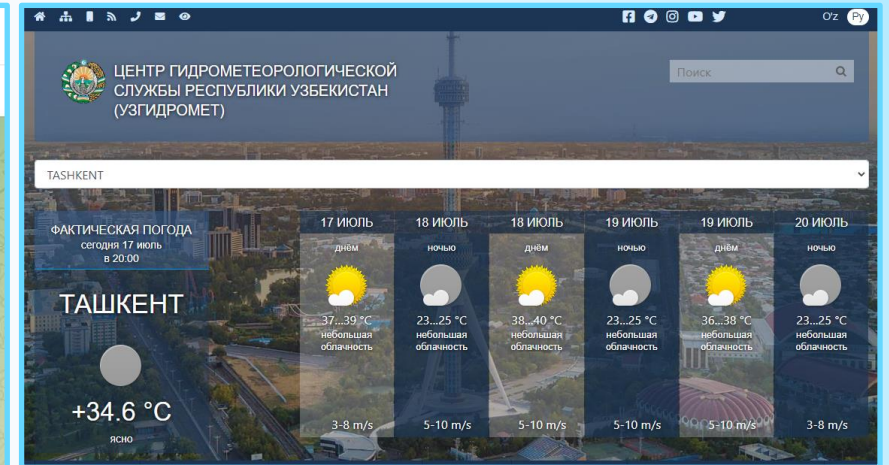 O'z Ру
ЦЕНТР ГИДРОМЕТЕОРОЛОГИЧЕСКОЙ
СЛУЖБЫ РЕСПУБЛИКИ УЗБЕКИСТАН
(УЗГИДРОМЕТ)
Поиск
TASHKENT
ФАКТИЧЕСКАЯ ПОГОДА
сегодня 17 июль
в 20:00
ТАШКЕНТ
+34.6 °C
ясно
17 ИЮЛЬ
днём
37...39 °C
небольшая
облачность
3-8 m/s
18 ИЮЛЬ
ночью
23...25 °C
небольшая
облачность
5-10 m/s
18 ИЮЛЬ
днём
38...40 °C
небольшая
облачность
5-10 m/s
19 ИЮЛЬ
ночью
23...25 °C
небольшая
облачность
5-10 m/s
19 ИЮЛЬ
днём
36...38 °C
небольшая
облачность
5-10 m/s
20 ИЮЛЬ
ночью
23...25 °C
небольшая
облачность
3-8 m/s